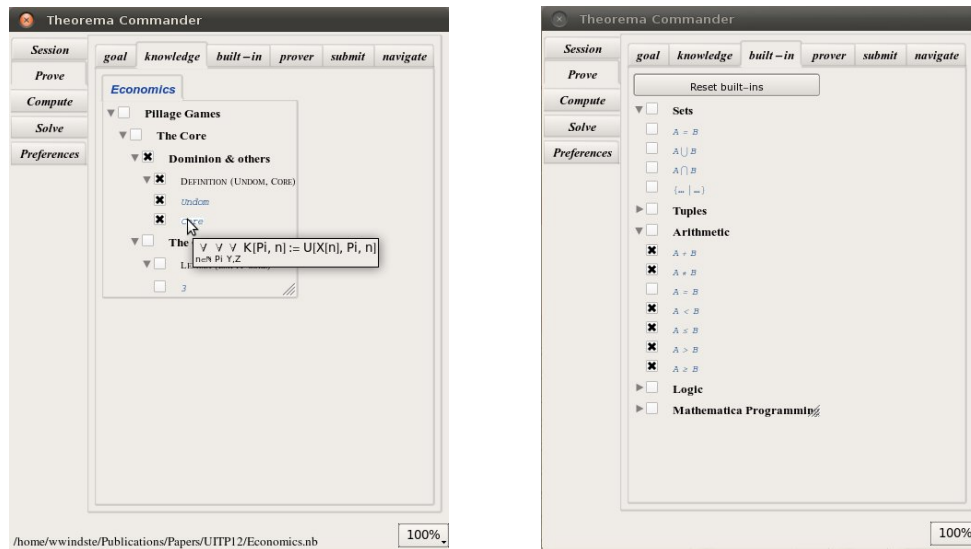 Theorema Commander
Session
Prove
Compute
Solve
Preferences
goal knowledge built–in prover submit navigate
Economics
Pillage Games
The Core
Dominion & others
DEFINITION (UNDOM, CORE)
Undom
Core
The
∀ ∀ ∀ K[Pi, n] := U[X[n], Pi, n]
n∈ℕ Pi Y,Z
3
/home/wwindste/Publications/Papers/UITP12/Economics.nb
100%
Theorema Commander
Session
Prove
Compute
Solve
Preferences
goal knowledge built–in prover submit navigate
Reset built–ins
Sets
A = B
A ⋃ B
A ⋂ B
{… | …}
Tuples
Arithmetic
A + B
A * B
A = B
A < B
A ≤ B
A > B
A ≥ B
Logic
Mathematica Programming
100%